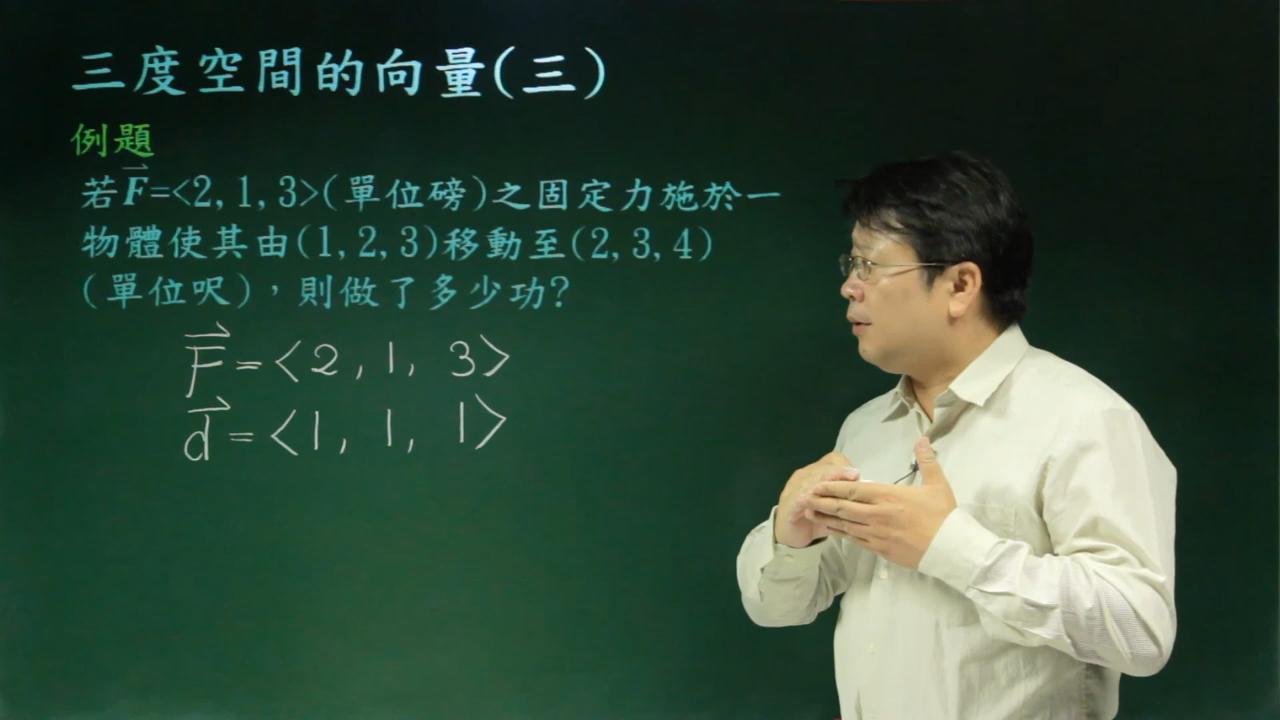 三度空間的向量(三)
例題
若F⃗=<2,1,3>(單位磅)之固定力施於一
物體使其由(1,2,3)移動至(2,3,4)
(單位呎)，則做了多少功?
F⃗=<2, 1, 3>
d⃗=<1, 1, 1>